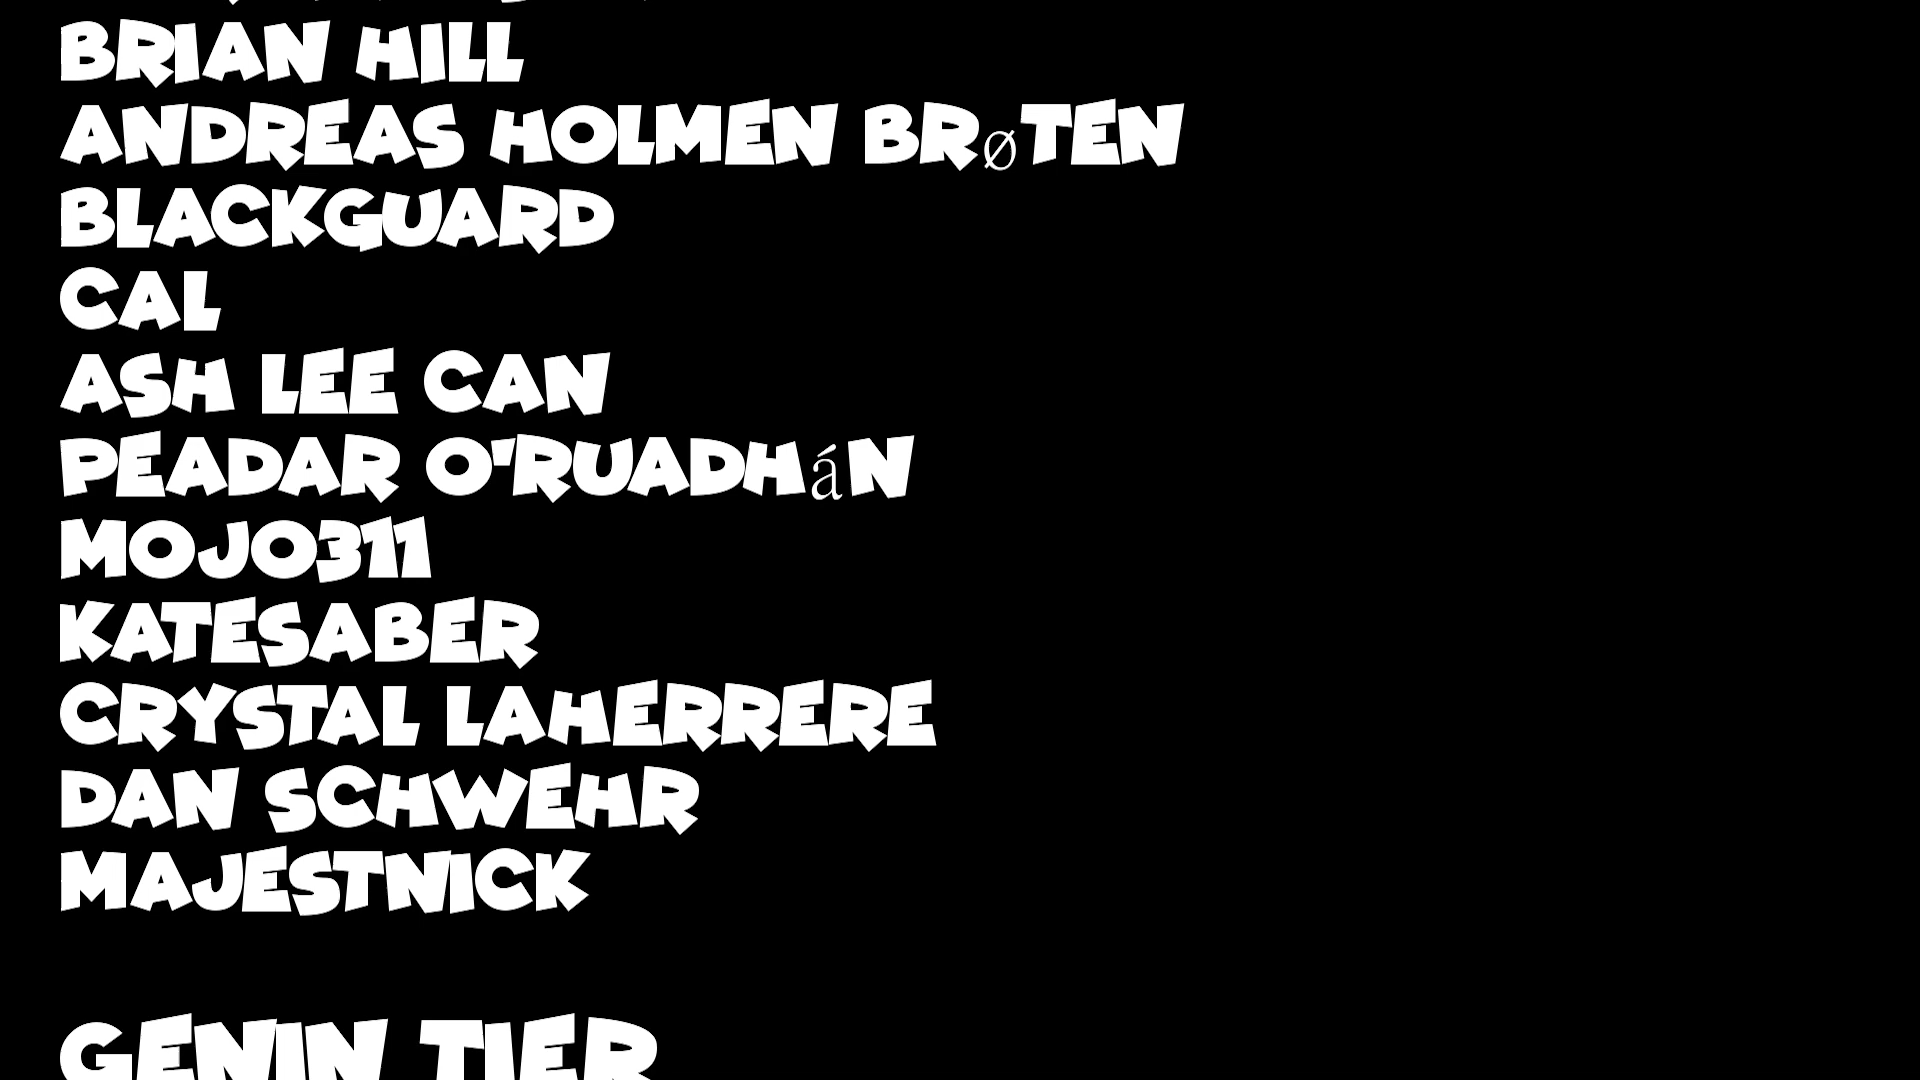 BRIAN HILL
ANDREAS HOLMEN BRøTEN
BLACKGUARD
CAL
ASH LEE CAN
PEADAR O'RUADHáN
MOJO311
KATESABER
CRYSTAL LAHERRERE
DAN SCHWEHR
MAJESTNICK
GENIN TIER